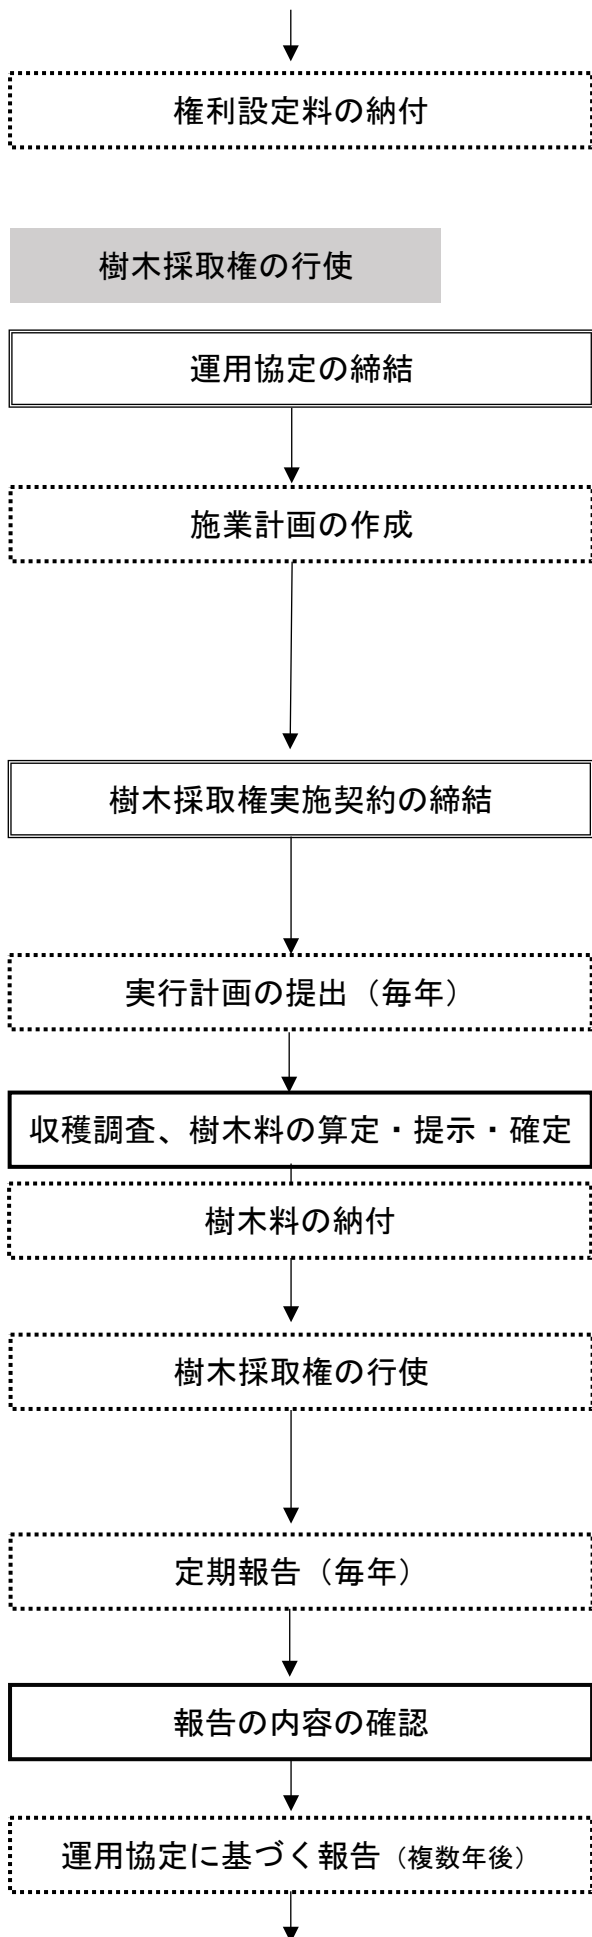 権利設定料の納付
樹木採取権の行使
運用協定の締結
施業計画の作成
樹木採取権実施契約の締結
実行計画の提出（毎年）
収穫調査、樹木料の算定・提示・確定
樹木料の納付
樹木採取権の行使
定期報告（毎年）
報告の内容の確認
運用協定に基づく報告（複数年後）